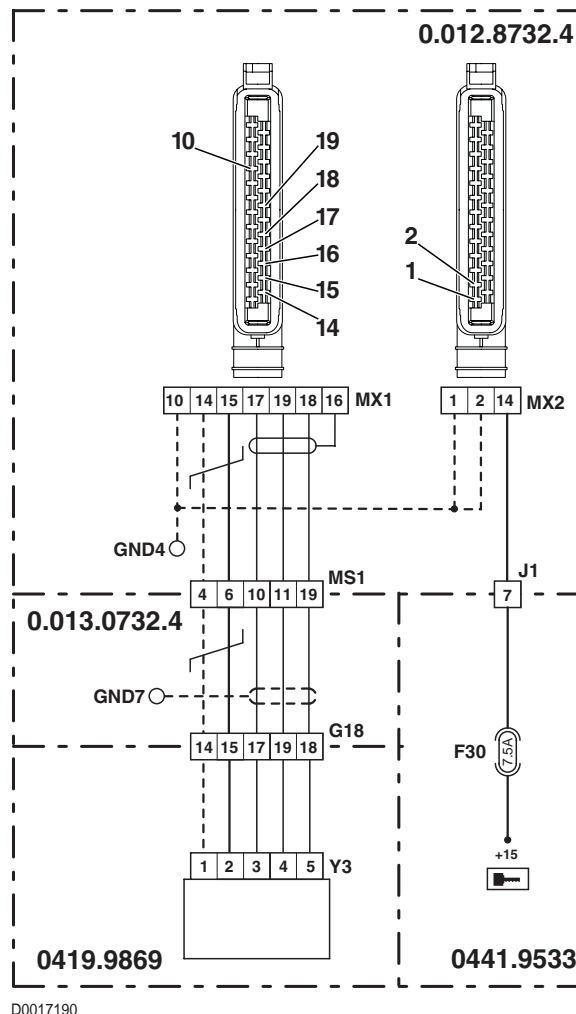 0.012.8732.4
10
19
18
17
16
15
14
2
1
10 14 15 17 19 18 16 MX1
1 2 14 MX2
GND4
MS1
4 6 10 11 19
J1
7
0.013.0732.4
GND7
G18
14 15 17 19 18
F30
7.5A
+15
1 2 3 4 5 Y3
0419.9869
0441.9533
D0017190